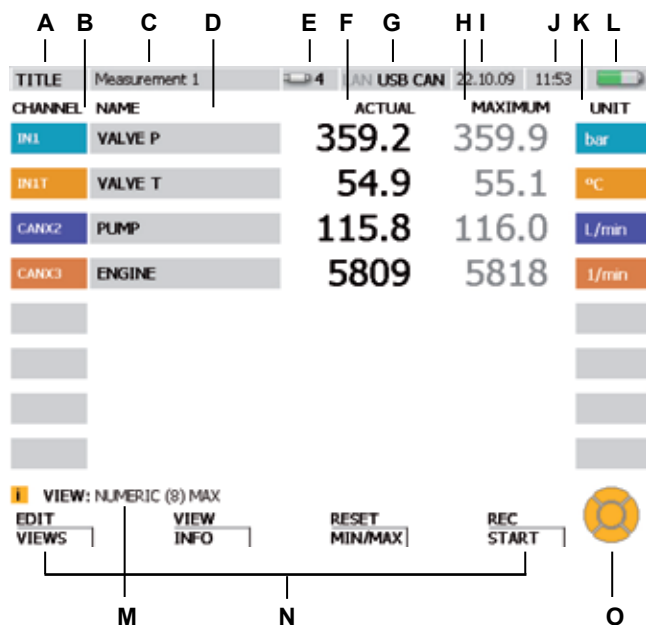 A B C D E F G H I J K L
TITLE Measurement 1 4 LAN USB CAN 22.10.09 11:53
CHANNEL NAME ACTUAL MAXIMUM UNIT
IN1 VALVE P 359.2 359.9 bar
IN1T VALVE T 54.9 55.1 °C
CANX2 PUMP 115.8 116.0 L/min
CANX3 ENGINE 5809 5818 1/min
i VIEW: NUMERIC (8) MAX
EDIT VIEW RESET REC
VIEWS INFO MIN/MAX START
M N O